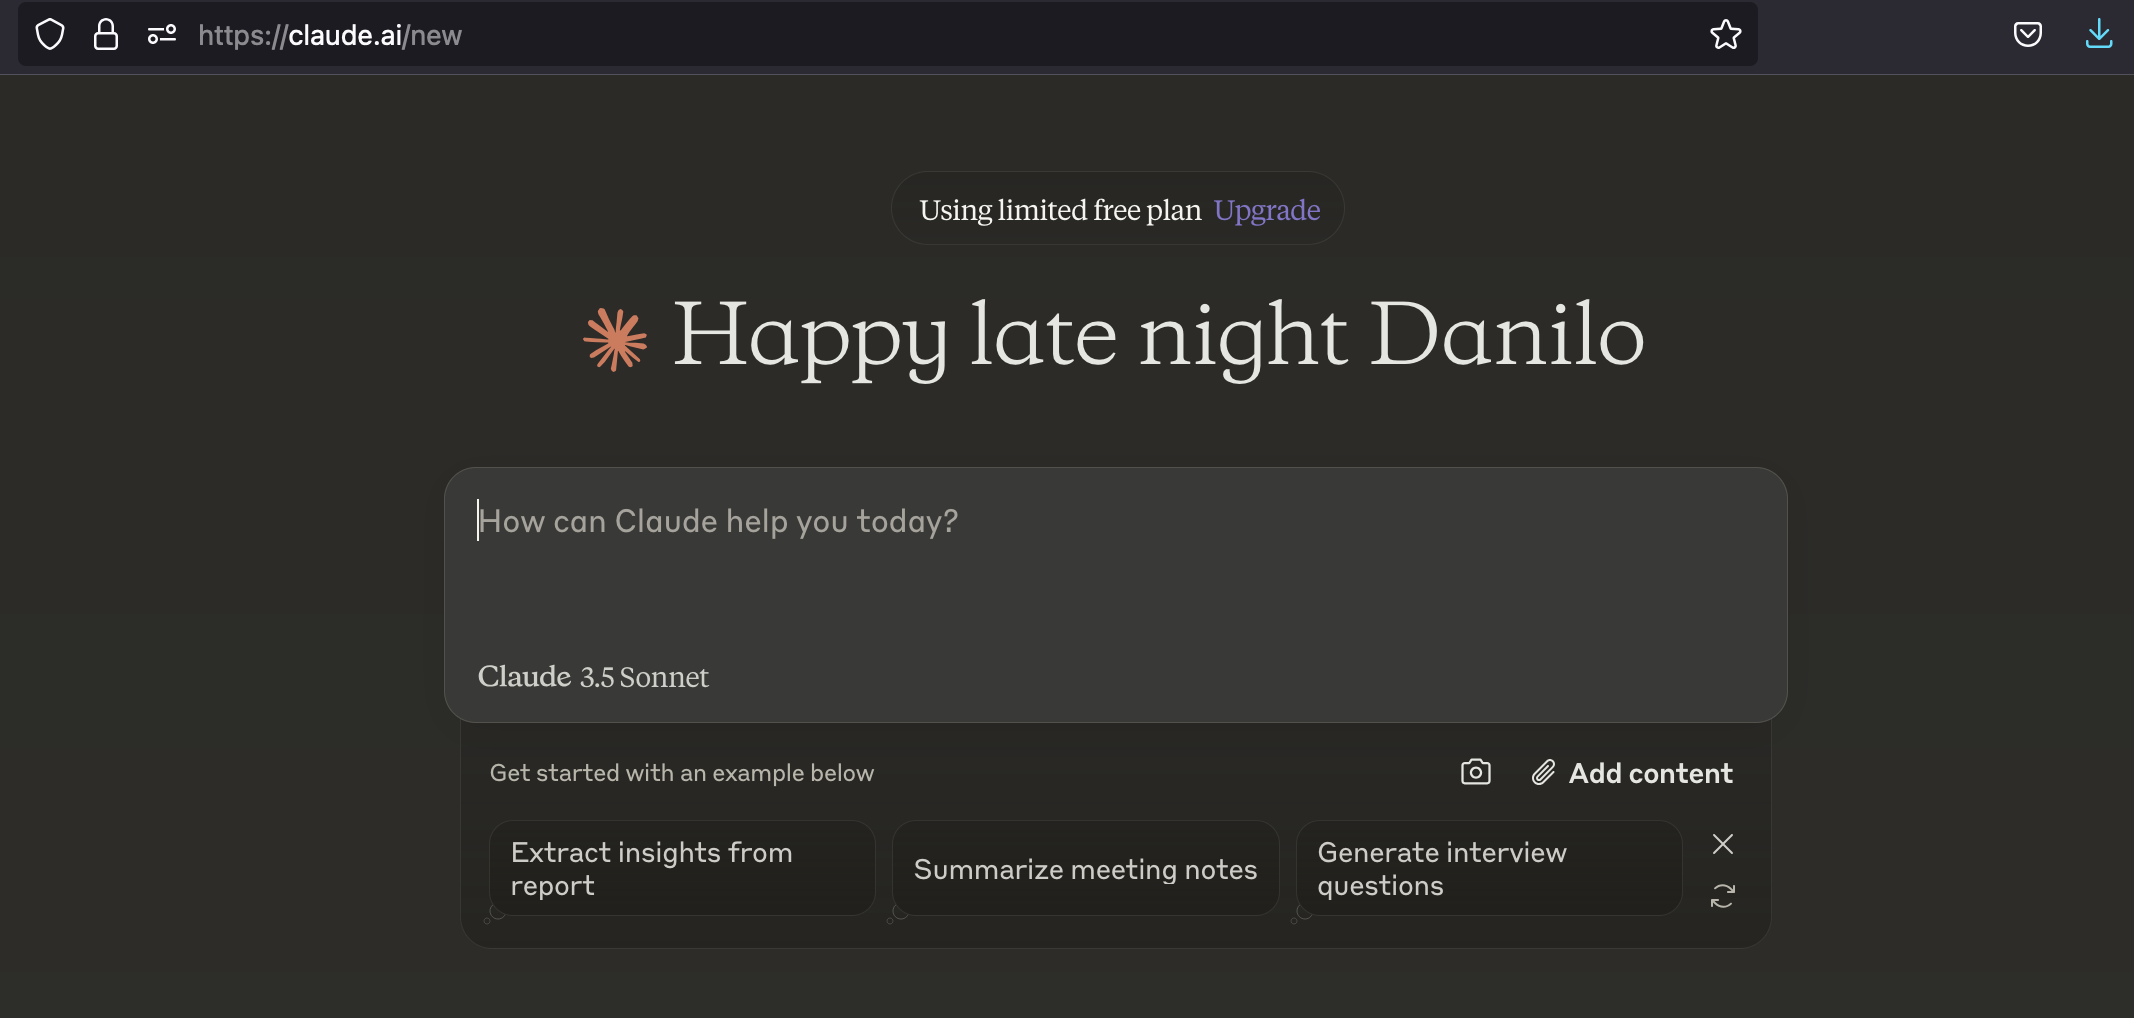 https://claude.ai/new
Using limited free plan Upgrade
Happy late night Danilo
How can Claude help you today?
Claude 3.5 Sonnet
Get started with an example below
Add content
Extract insights from
report
Summarize meeting notes
Generate interview
questions